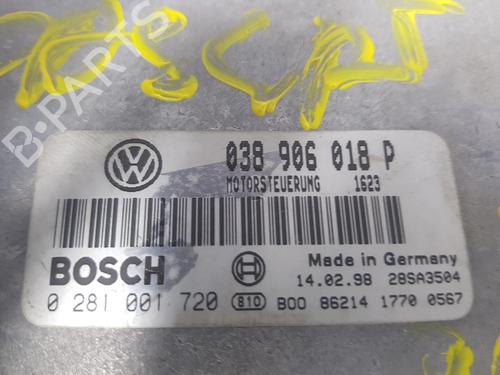 038 906 018 P
MOTORSTEUERUNG 1623
BOSCH
Made in Germany
14.02.98 28SA3504
0 281 001 720 810 B00 86214 1770 0567
B-PARTS